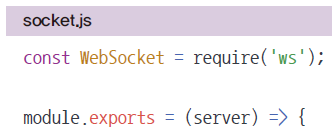 socket.js
const WebSocket = require('ws');
module.exports = (server) => {